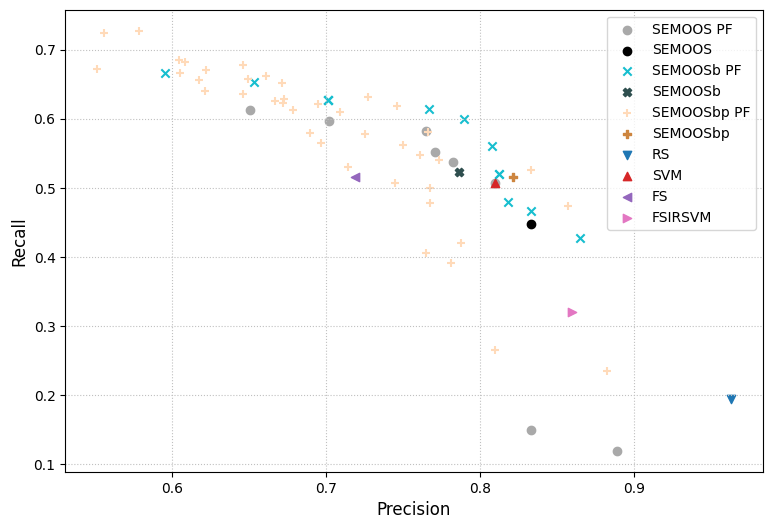 0.7
0.6
0.5
0.4
0.3
0.2
0.1
Recall
0.6
0.7
0.8
0.9
Precision
SEMOOS PF
SEMOOS
SEMOOSb PF
SEMOOSb
SEMOOSbp PF
SEMOOSbp
RS
SVM
FS
FSIRSVM